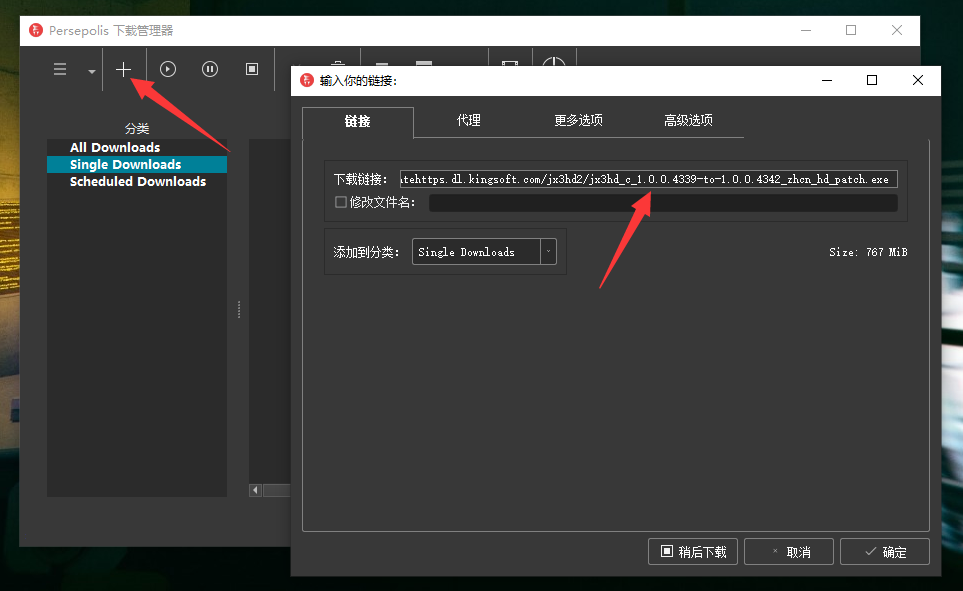 Persepolis 下载管理器
分类
All Downloads
Single Downloads
Scheduled Downloads
输入你的链接:
链接
代理
更多选项
高级选项
下载链接: tehttps.dl.kingsoft.com/jx3hd2/jx3hd_c_1.0.0.4339-to-1.0.0.4342_zhcn_hd_patch.exe
修改文件名:
添加到分类: Single Downloads
Size: 767 MiB
稍后下载
取消
确定